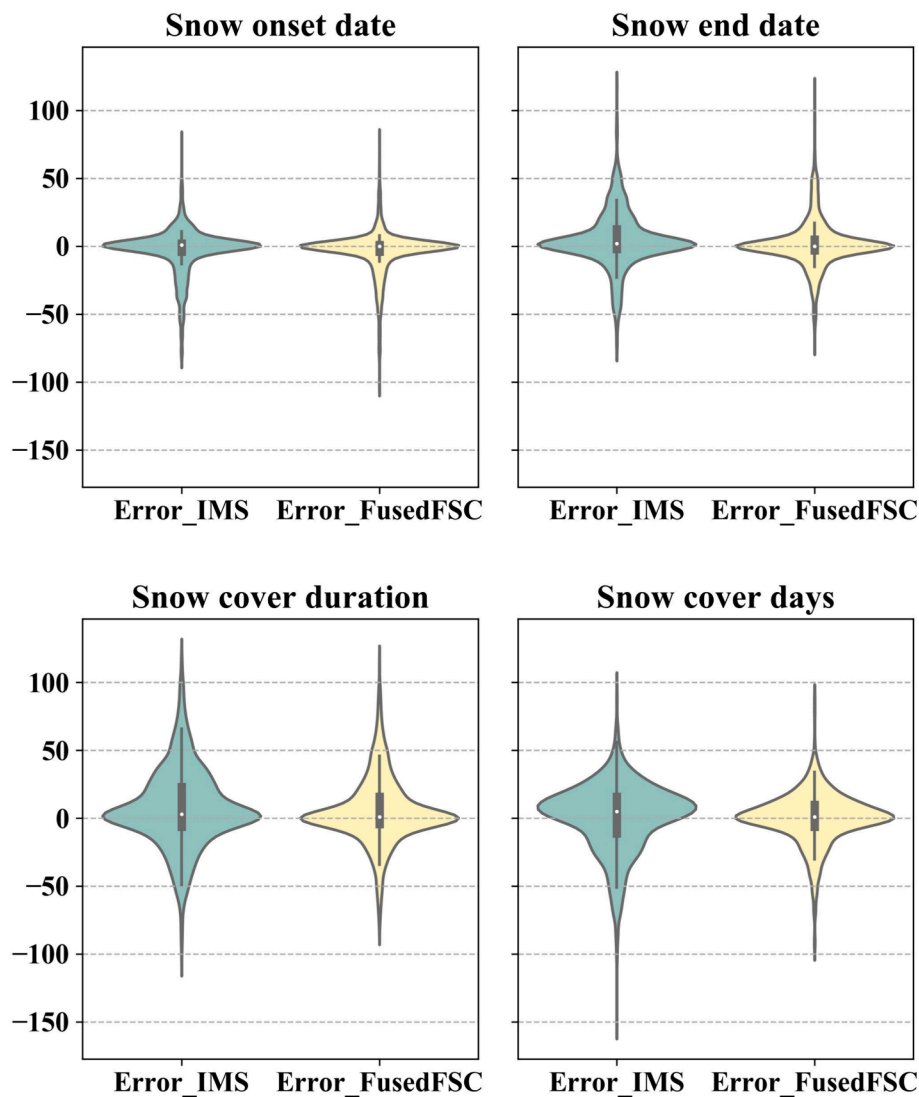 Snow onset date
Snow end date
100
50
0
−50
−100
−150
Error_IMS Error_FusedFSC
Error_IMS Error_FusedFSC
Snow cover duration
Snow cover days
100
50
0
−50
−100
−150
Error_IMS Error_FusedFSC
Error_IMS Error_FusedFSC